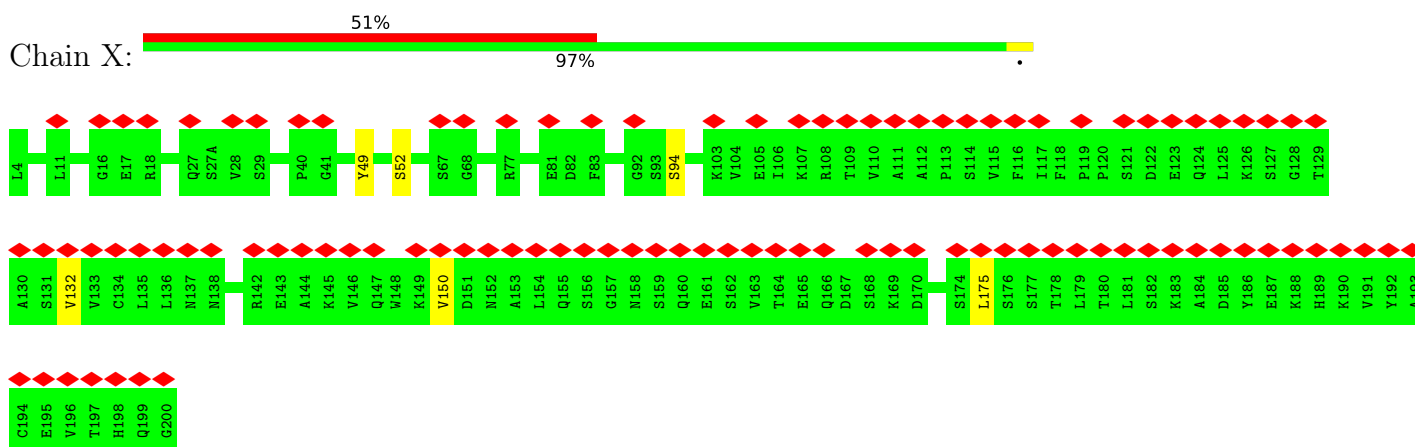 51%
Chain X:
97%
.
L4 L11 G16 E17 R18 Q27 S27A V28 S29 P40 G41 Y49 S52 S67 G68 R77 E81 D82 F83 G92 S93 S94 K103 V104 E105 I106 K107 R108 T109 V110 A111 A112 P113 S114 V115 F116 I117 F118 P119 P120 S121 D122 E123 Q124 L125 K126 S127 G128 T129
A130 S131 V132 V133 C134 L135 L136 N137 N138 R142 E143 A144 K145 V146 Q147 W148 K149 V150 D151 N152 A153 L154 Q155 S156 G157 N158 S159 Q160 E161 S162 V163 T164 E165 Q166 D167 S168 K169 D170 S174 L175 S176 S177 T178 L179 T180 L181 S182 K183 A184 D185 Y186 E187 K188 H189 K190 V191 Y192
C194 E195 V196 T197 H198 Q199 G200